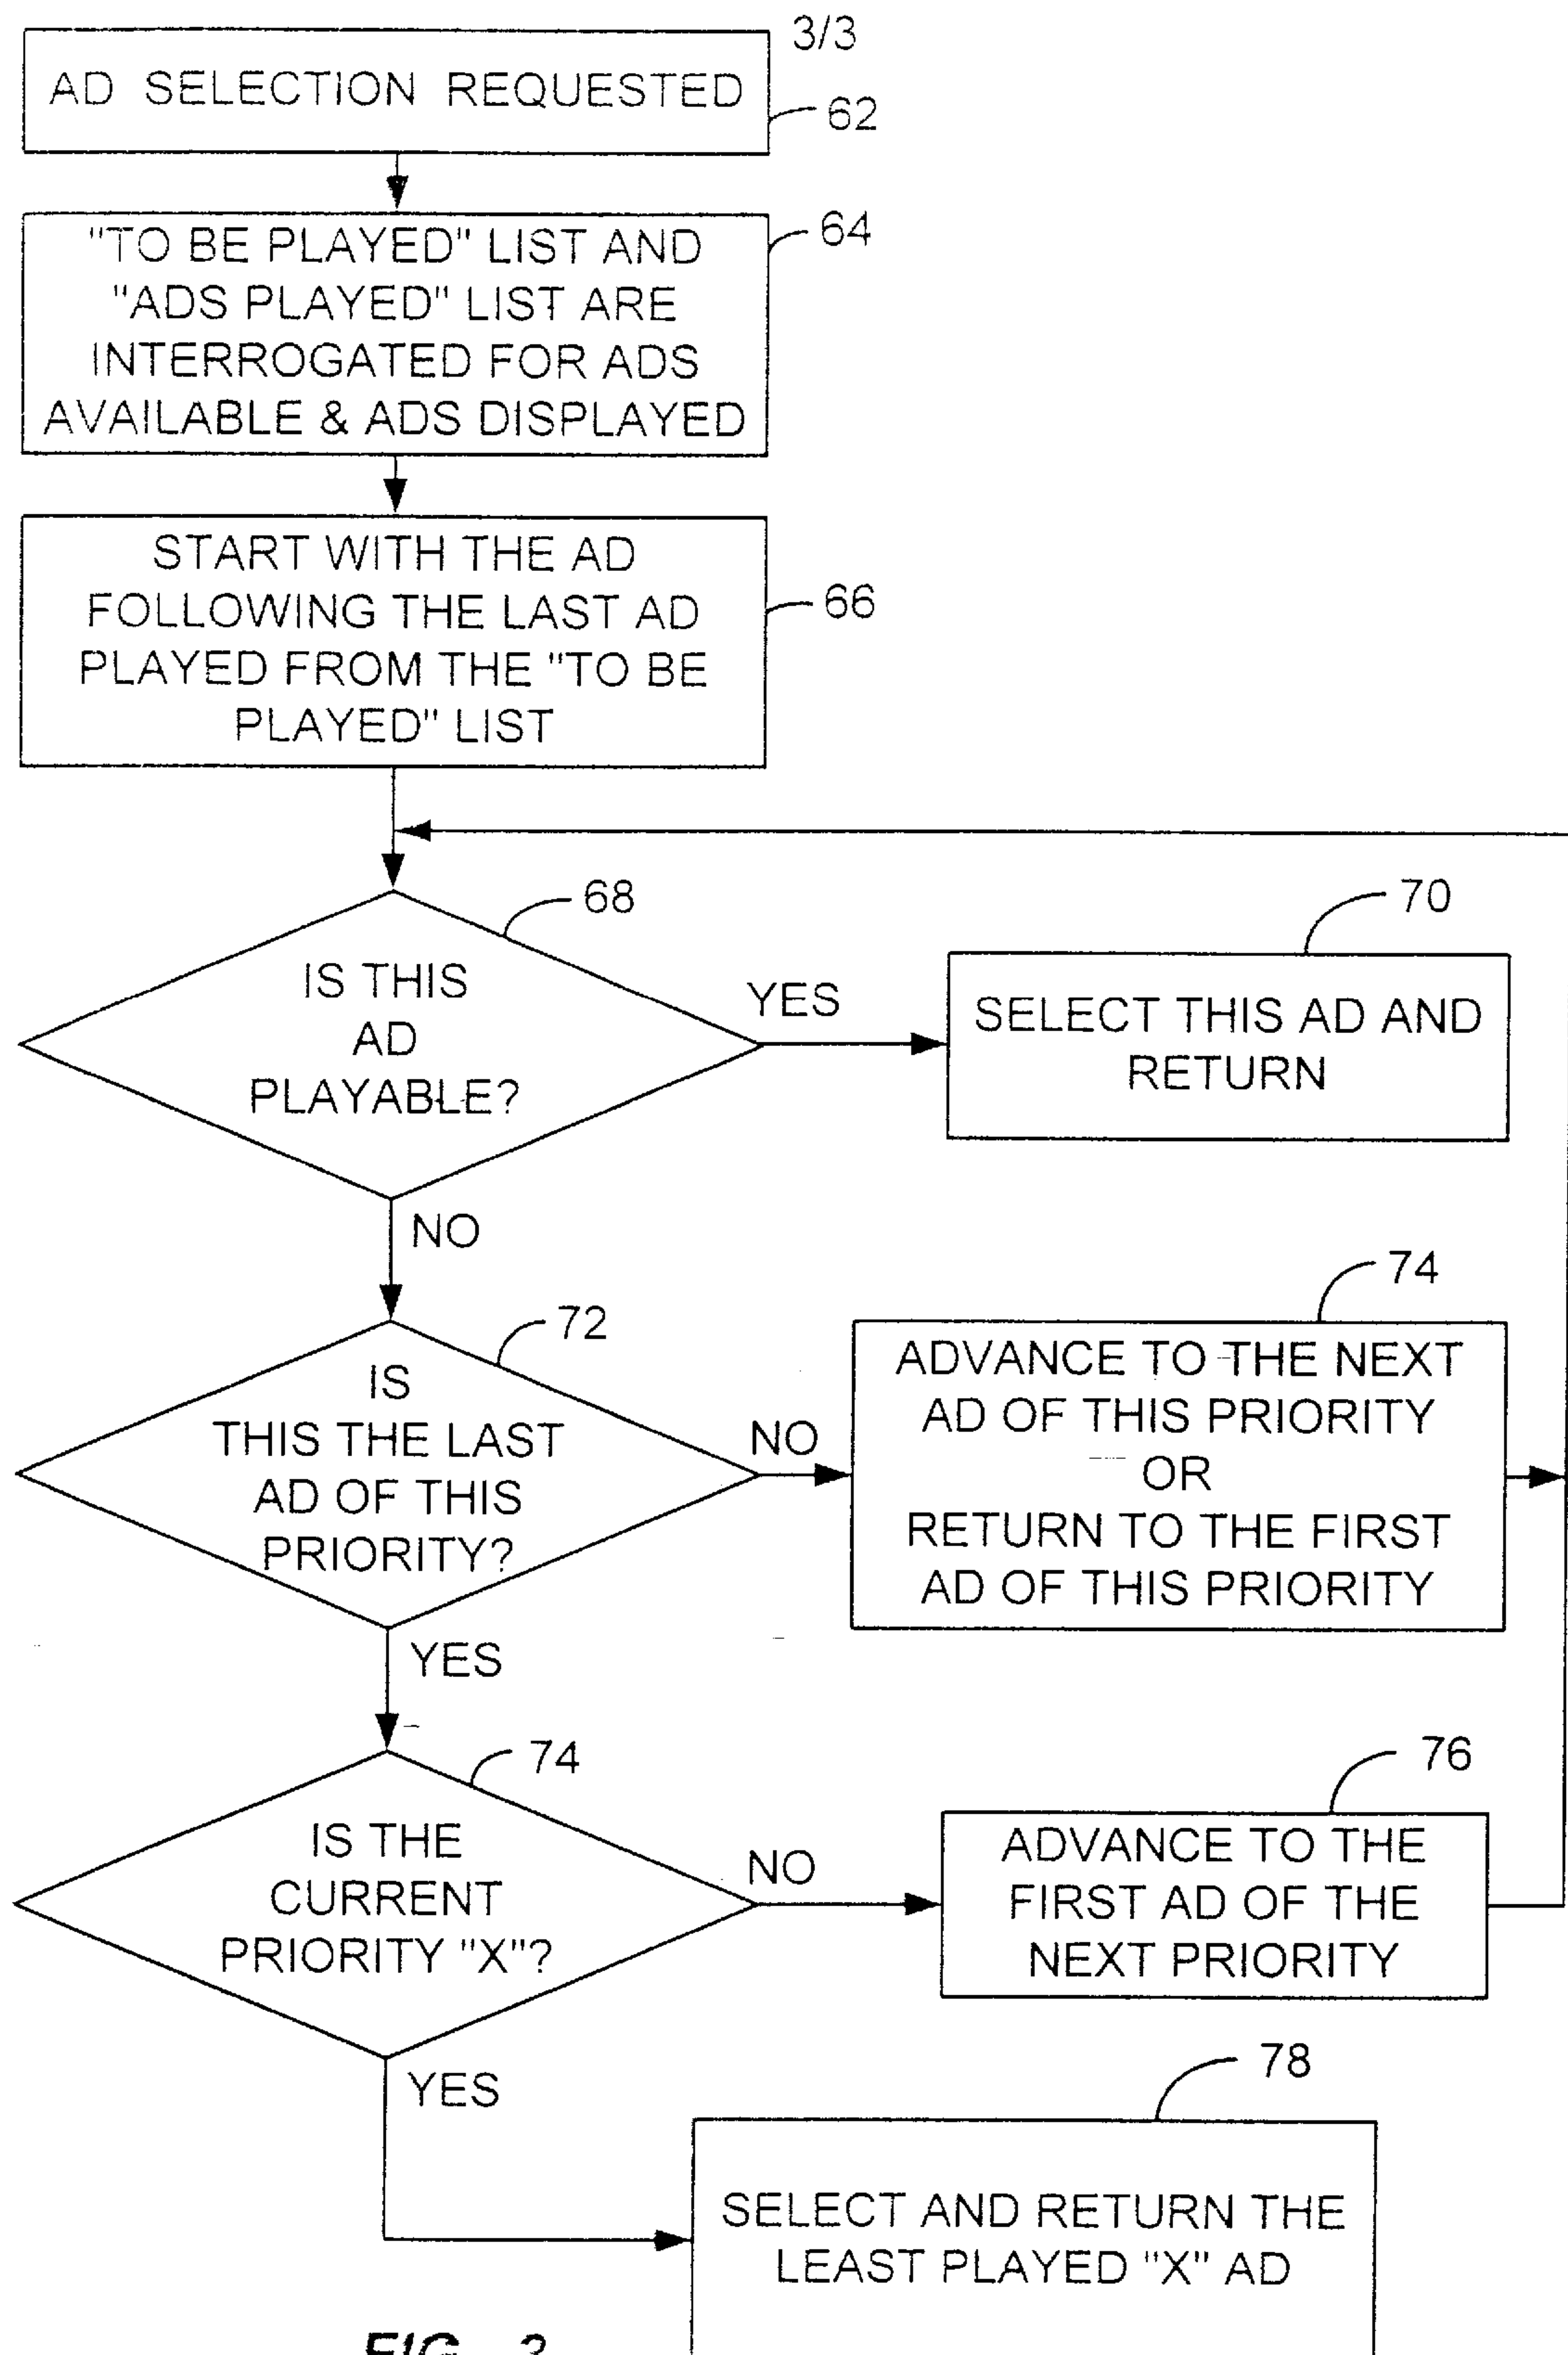 3/3
AD SELECTION REQUESTED
62
"TO BE PLAYED" LIST AND
"ADS PLAYED" LIST ARE
INTERROGATED FOR ADS
AVAILABLE & ADS DISPLAYED
64
START WITH THE AD
FOLLOWING THE LAST AD
PLAYED FROM THE "TO BE
PLAYED" LIST
66
68
IS THIS
AD
PLAYABLE?
YES
70
SELECT THIS AD AND
RETURN
NO
72
IS
THIS THE LAST
AD OF THIS
PRIORITY?
NO
74
ADVANCE TO THE NEXT
AD OF THIS PRIORITY
OR
RETURN TO THE FIRST
AD OF THIS PRIORITY
YES
74
IS THE
CURRENT
PRIORITY "X"?
NO
76
ADVANCE TO THE
FIRST AD OF THE
NEXT PRIORITY
YES
78
SELECT AND RETURN THE
LEAST PLAYED "X" AD
FIG. 3